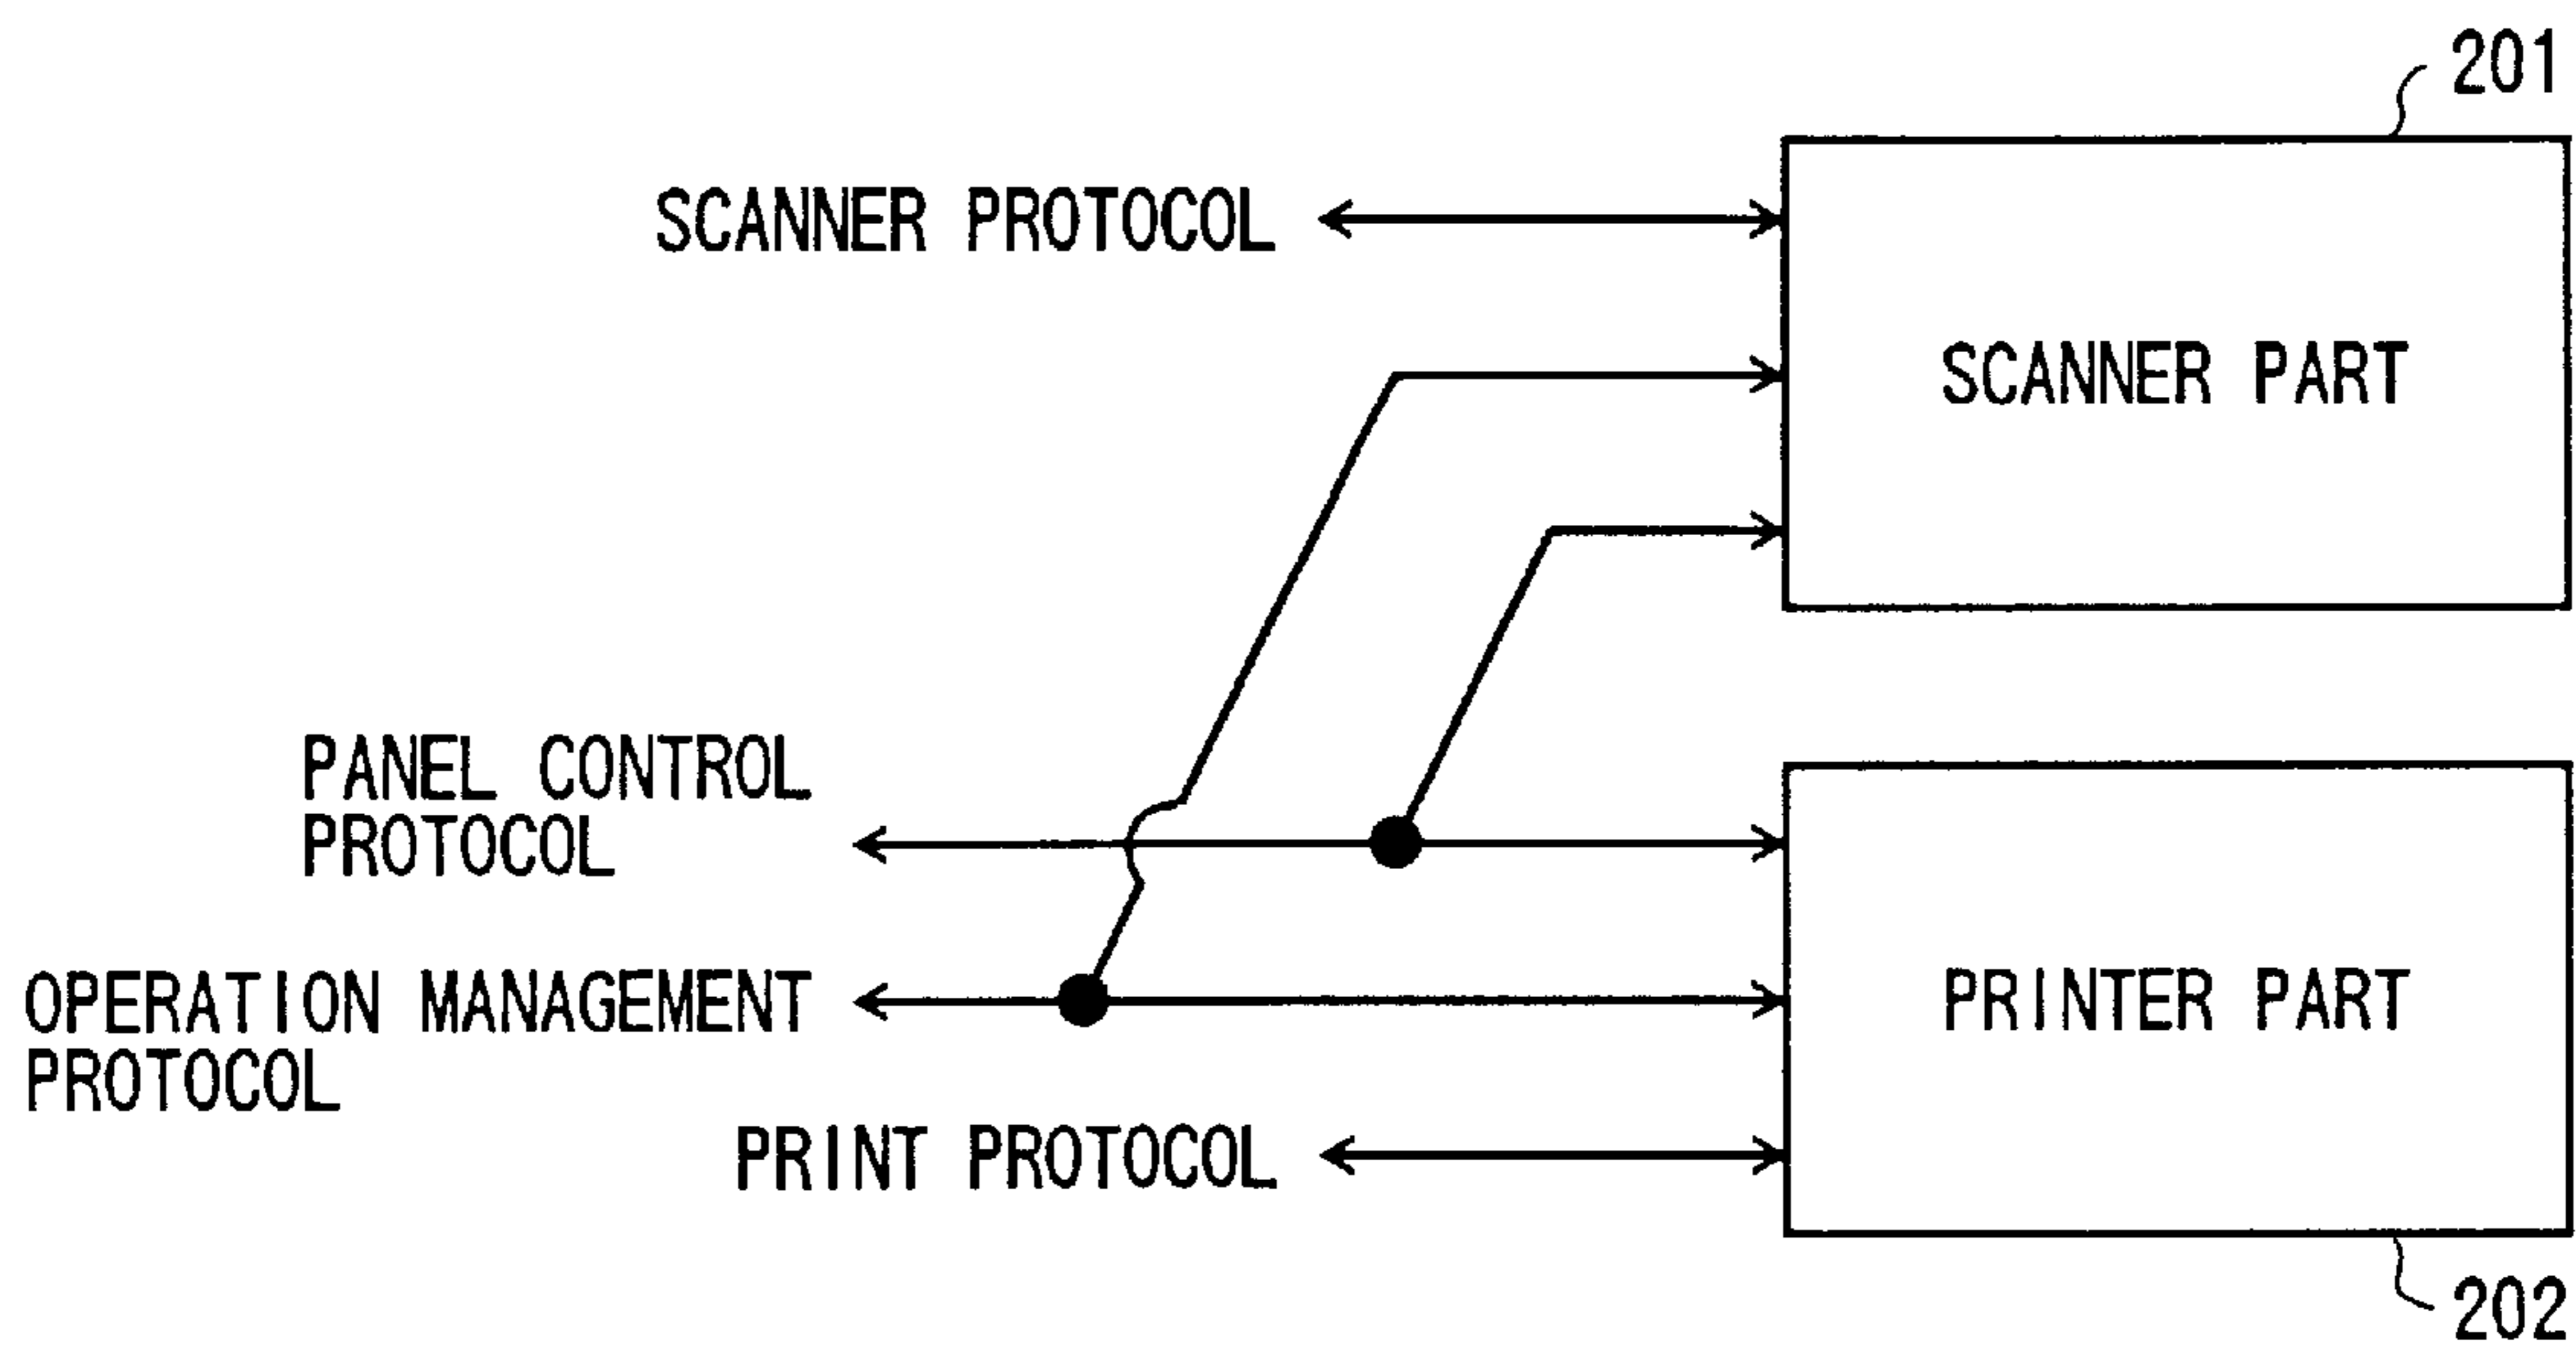 201
SCANNER PROTOCOL
SCANNER PART
PANEL CONTROL
PROTOCOL
OPERATION MANAGEMENT
PROTOCOL
PRINTER PART
PRINT PROTOCOL
202